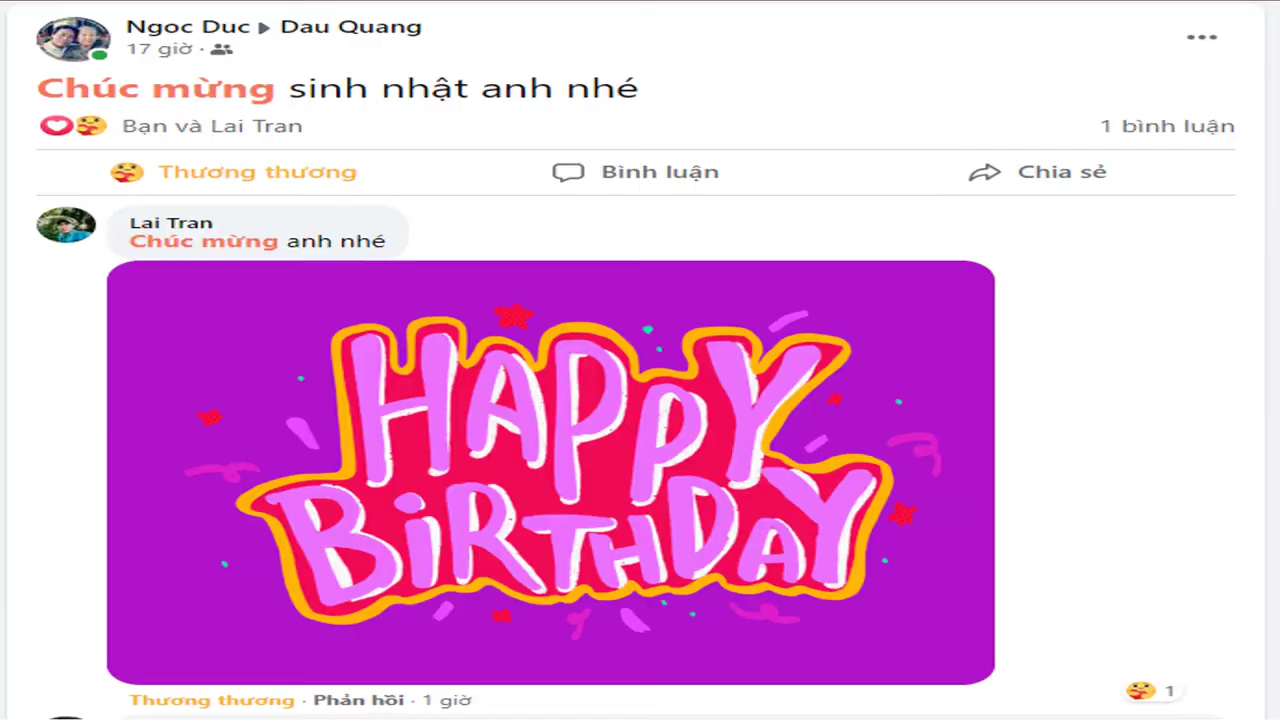 Ngoc Duc ▸ Dau Quang
17 giờ ·
Chúc mừng sinh nhật anh nhé
Bạn và Lai Tran
1 bình luận
Thương thương
Bình luận
Chia sẻ
Lai Tran
Chúc mừng anh nhé
HAPPY
BiRTHDAY
Thương thương · Phản hồi · 1 giờ
1